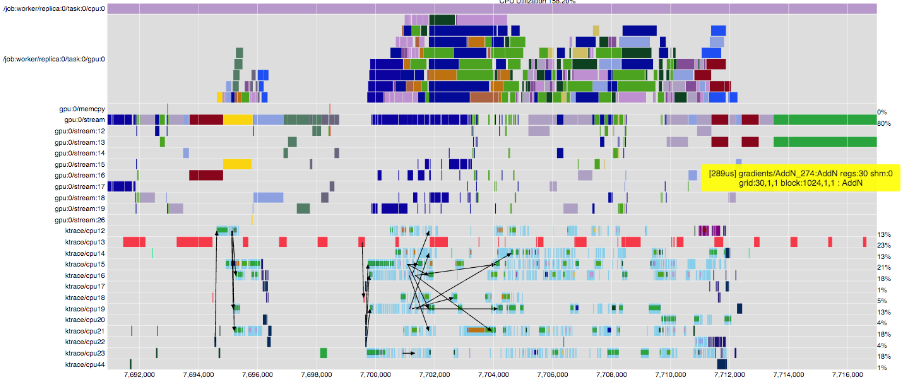 CPU Utilization 158.20%
/job:worker/replica:0/task:0/cpu:0
/job:worker/replica:0/task:0/gpu:0
gpu:0/memcpy 0%
gpu:0/stream 80%
gpu:0/stream:12
gpu:0/stream:13
gpu:0/stream:14
gpu:0/stream:15
gpu:0/stream:16
gpu:0/stream:17
gpu:0/stream:18
gpu:0/stream:19
gpu:0/stream:26
[289us] gradients/AddN_274:AddN regs:30 shm:0
grid:30,1,1 block:1024,1,1 : AddN
ktrace/cpu12 13%
ktrace/cpu13 23%
ktrace/cpu14 13%
ktrace/cpu15 21%
ktrace/cpu16 18%
ktrace/cpu17 1%
ktrace/cpu18 5%
ktrace/cpu19 13%
ktrace/cpu20 4%
ktrace/cpu21 18%
ktrace/cpu22 4%
ktrace/cpu23 18%
ktrace/cpu44 1%
7,692,000 7,694,000 7,696,000 7,698,000 7,700,000 7,702,000 7,704,000 7,706,000 7,708,000 7,710,000 7,712,000 7,714,000 7,716,000